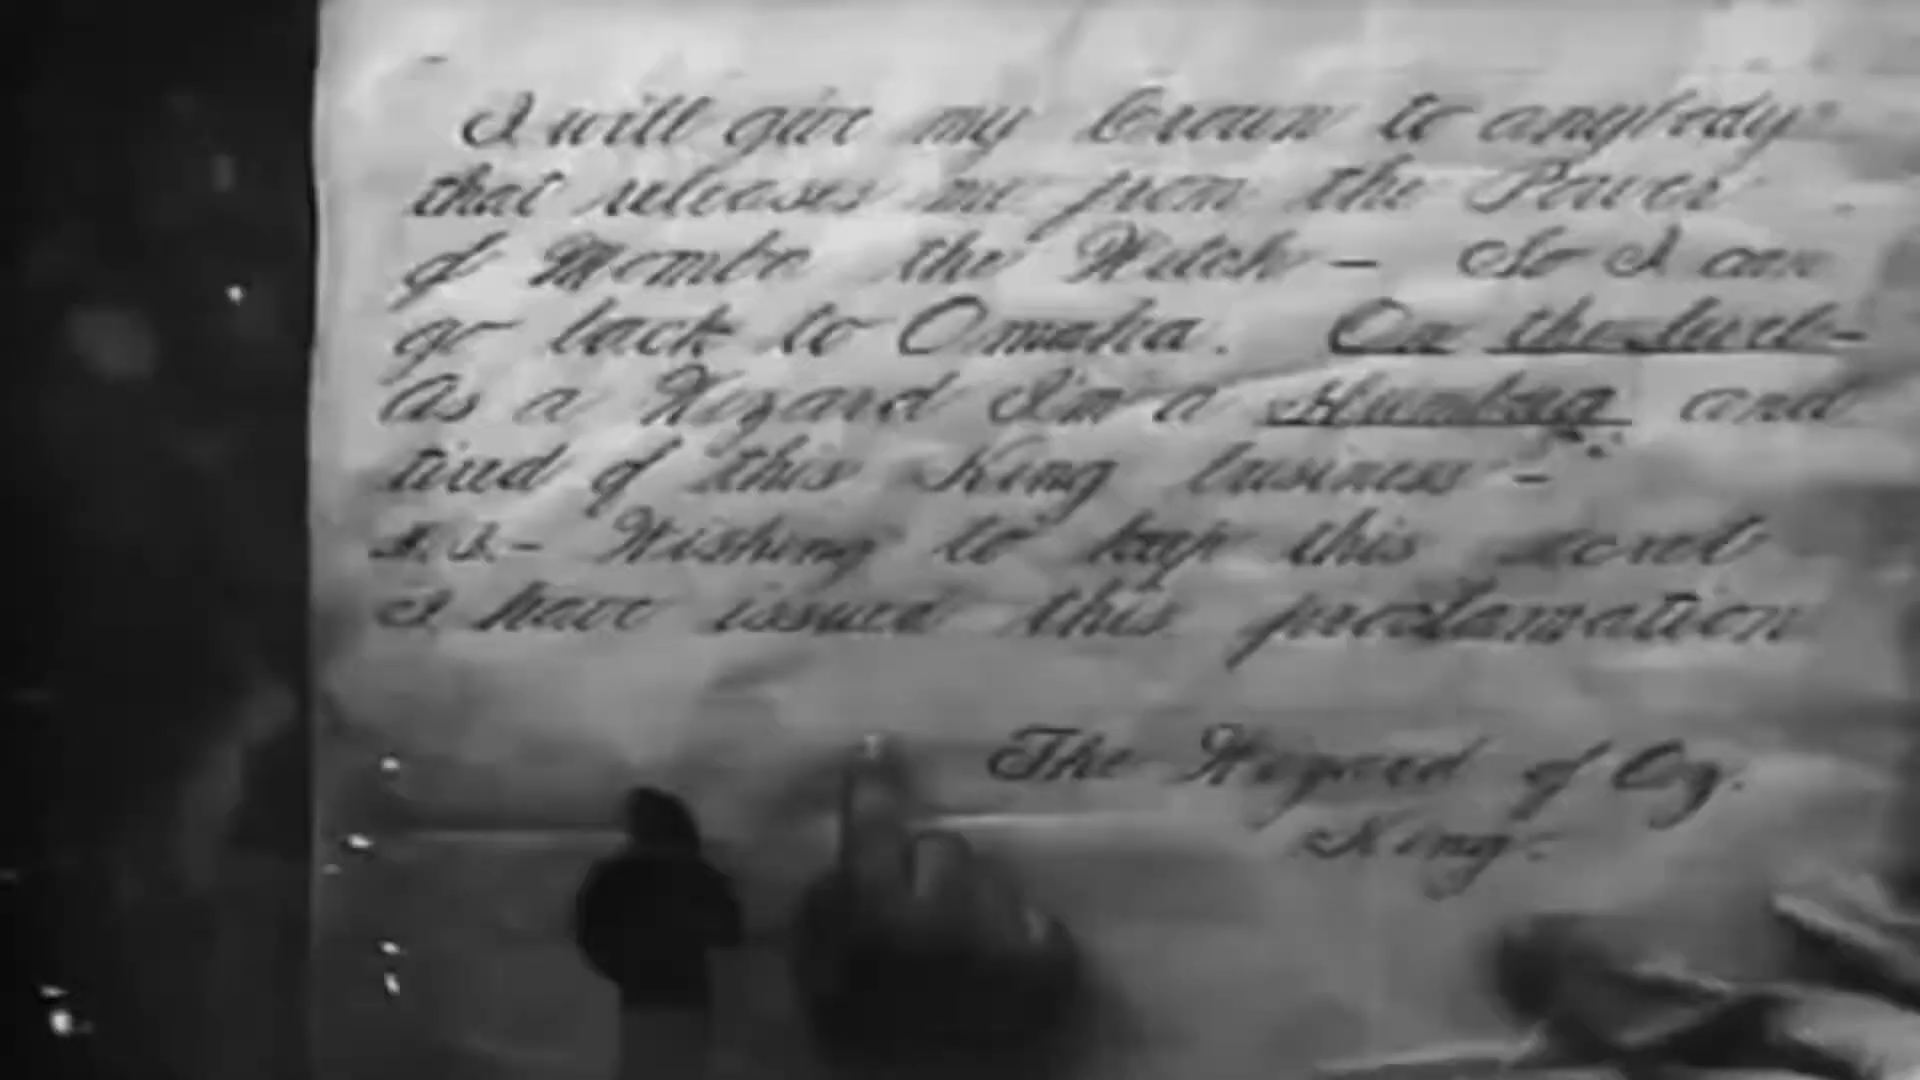 I will give my Crown to anybody
that releases me from the Power
of Mombo the Witch - So I can
go back to Omaha. On the level -
As a Wizard I'm a Humbug and
tired of this King business -
Wishing to keep this secret
I have issued this proclamation
The Wizard of Oz.
King.